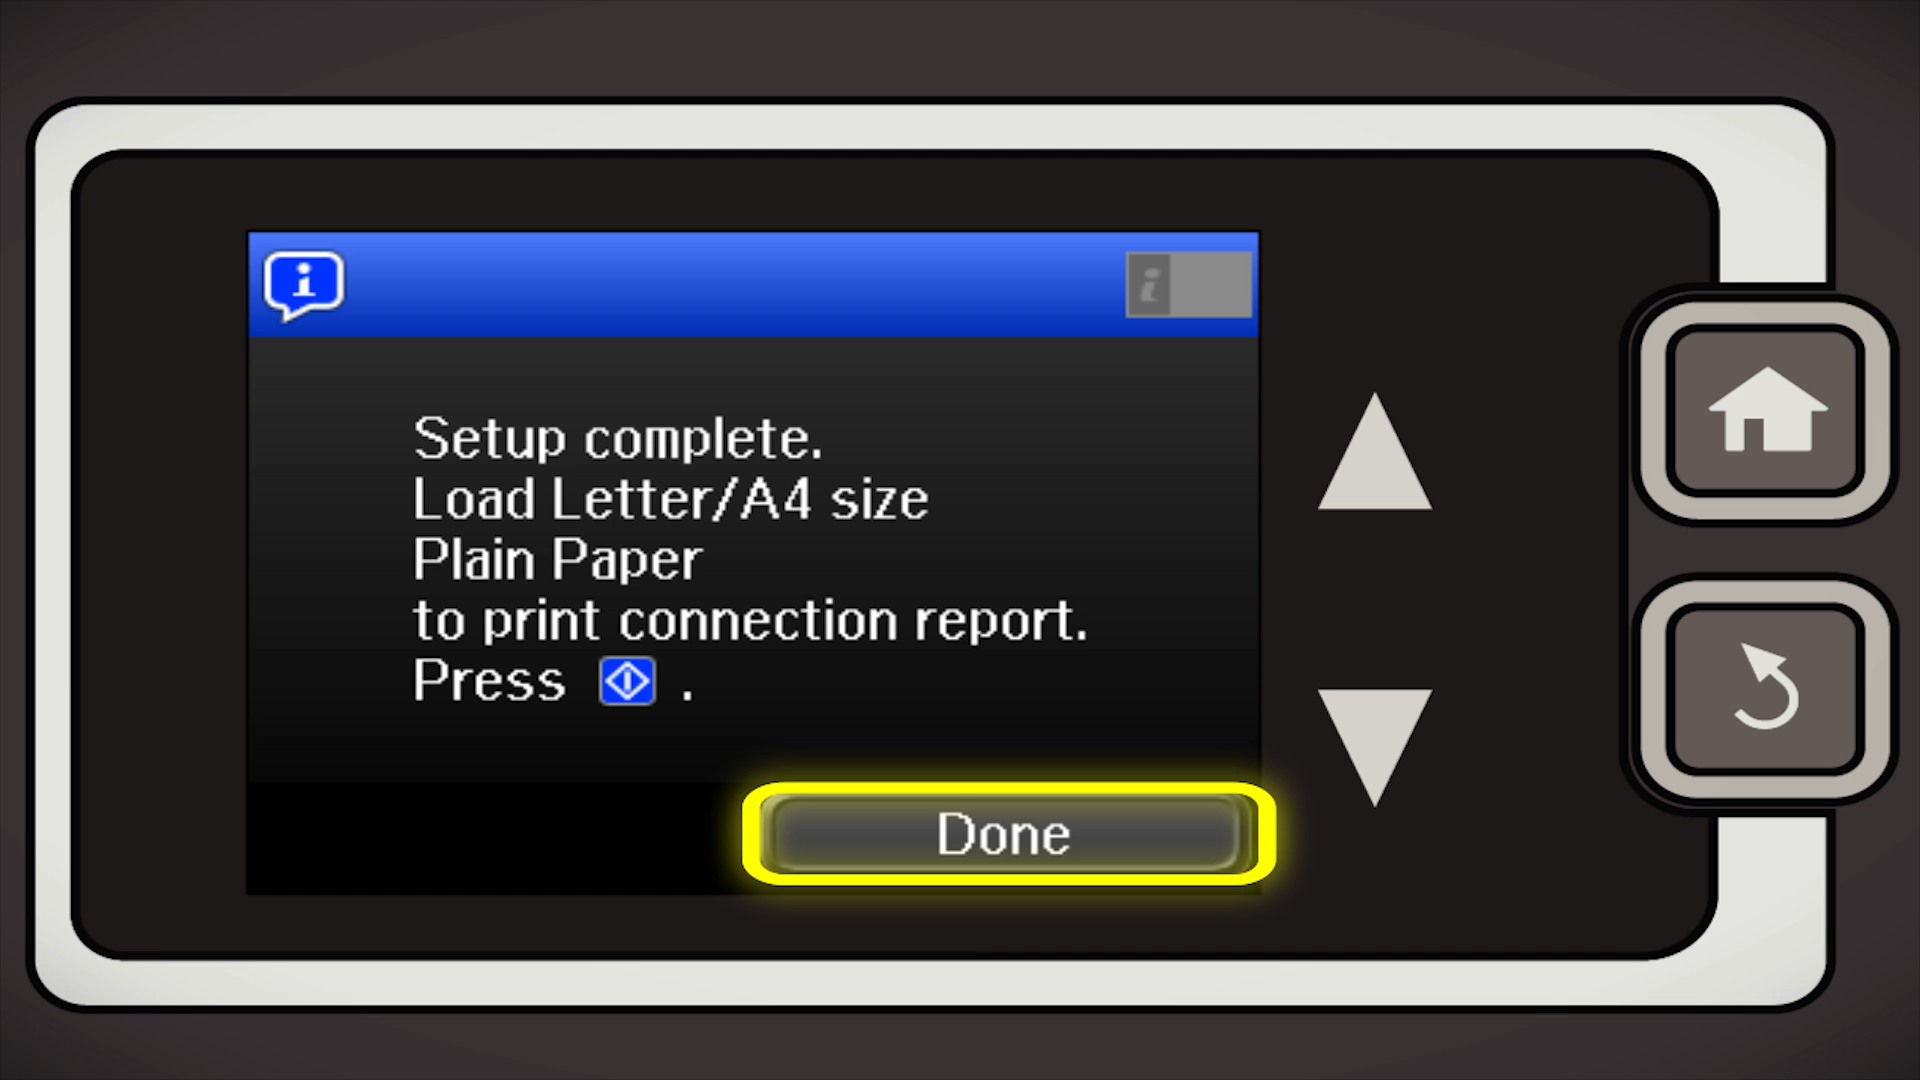 Setup complete.
Load Letter/A4 size
Plain Paper
to print connection report.
Press .
Done